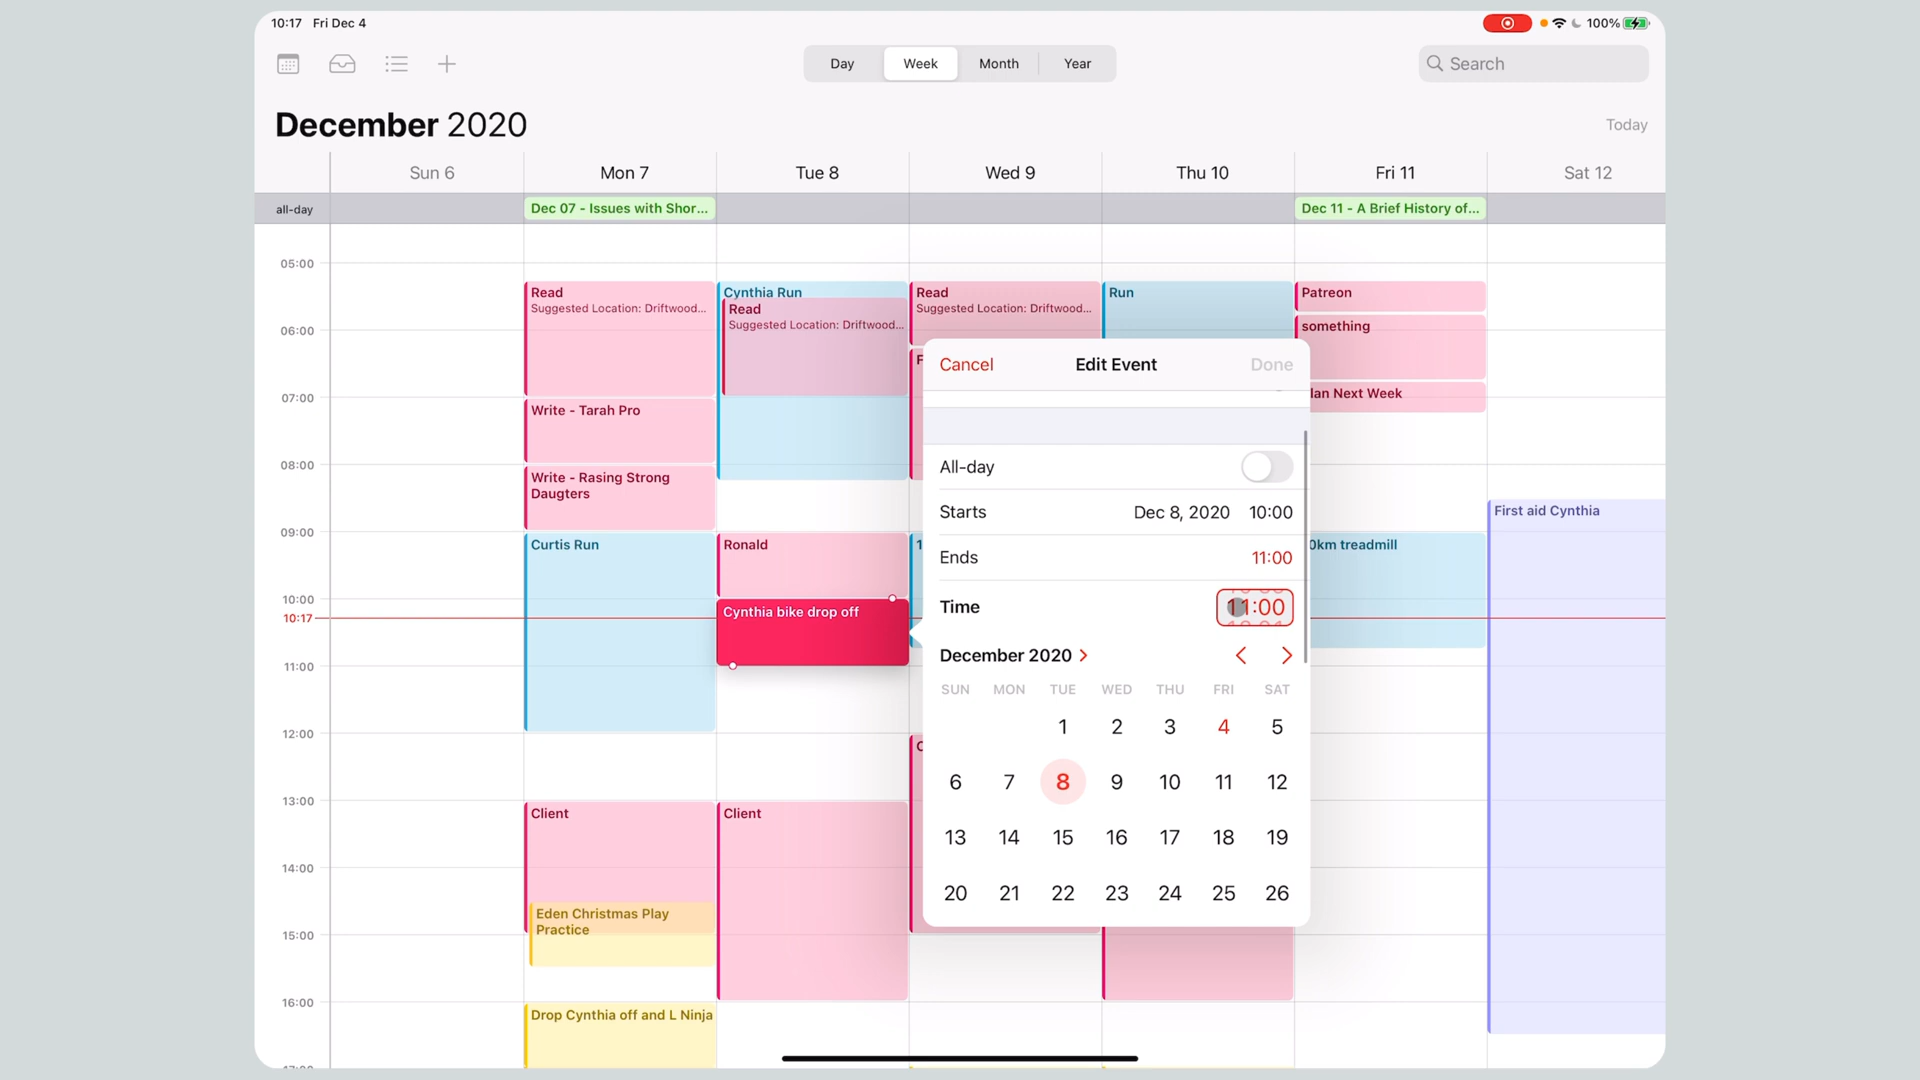 10:17 Fri Dec 4
100%
Day Week Month Year
Search
December 2020
Today
Sun 6 Mon 7 Tue 8 Wed 9 Thu 10 Fri 11 Sat 12
all-day
Dec 07 - Issues with Shor...
Dec 11 - A Brief History of...
05:00
06:00
07:00
08:00
09:00
10:00
10:17
11:00
12:00
13:00
14:00
15:00
16:00
Read
Suggested Location: Driftwood...
Write - Tarah Pro
Write - Rasing Strong
Daugters
Curtis Run
Client
Eden Christmas Play
Practice
Drop Cynthia off and L Ninja
Cynthia Run
Read
Suggested Location: Driftwood...
Ronald
Cynthia bike drop off
Client
Read
Suggested Location: Driftwood...
Run
Patreon
something
lan Next Week
0km treadmill
First aid Cynthia
Cancel Edit Event Done
All-day
Starts Dec 8, 2020 10:00
Ends 11:00
Time 11:00
December 2020
SUN MON TUE WED THU FRI SAT
1 2 3 4 5
6 7 8 9 10 11 12
13 14 15 16 17 18 19
20 21 22 23 24 25 26